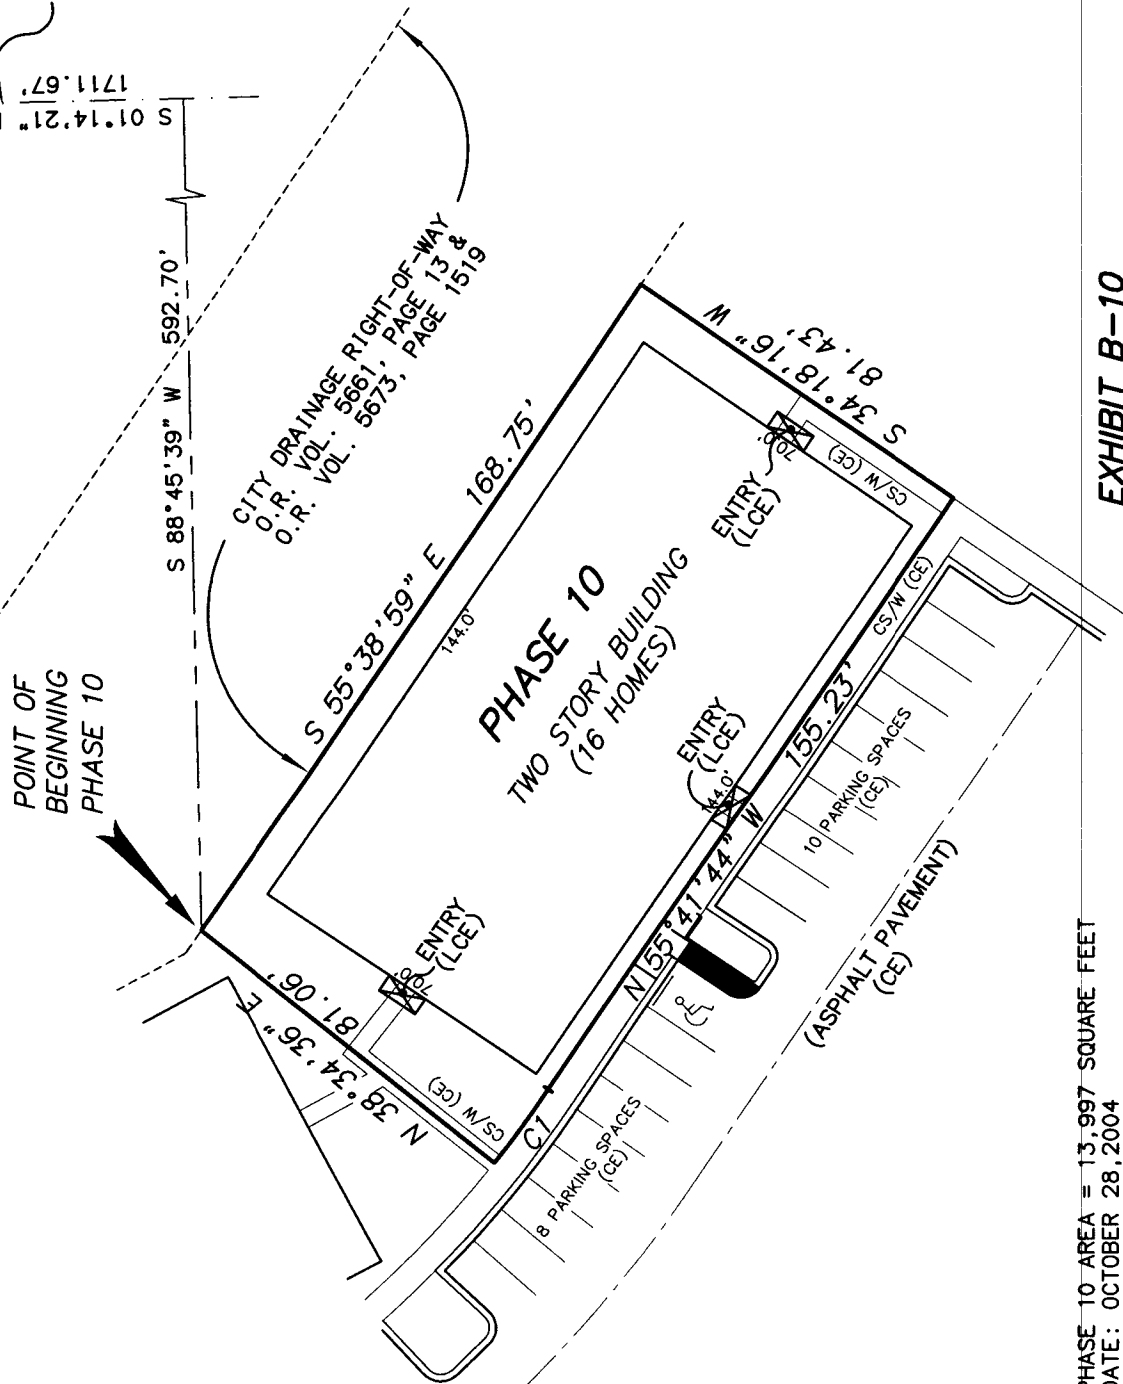 S 01°14'21"
1711.67'
S 88°45'39" W 592.70'
POINT OF
BEGINNING
PHASE 10
CITY DRAINAGE RIGHT-OF-WAY
O.R. VOL. 5661, PAGE 13 &
O.R. VOL. 5673, PAGE 1519
S 55°38'59" E 168.75'
144.0'
PHASE 10
TWO STORY BUILDING
(16 HOMES)
S 34°18'16" W
81.43'
70.0'
ENTRY
(LCE)
CS/W (CE)
ENTRY
(LCE)
144.0'
ENTRY
(LCE)
70.0'
N 38°34'36" E
81.06'
CS/W (CE)
C1
N 55°41'44" W 155.23'
CS/W (CE)
10 PARKING SPACES
(CE)
8 PARKING SPACES
(CE)
(ASPHALT PAVEMENT)
(CE)
EXHIBIT B-10
PHASE 10 AREA = 13,997 SQUARE FEET
DATE: OCTOBER 28,2004